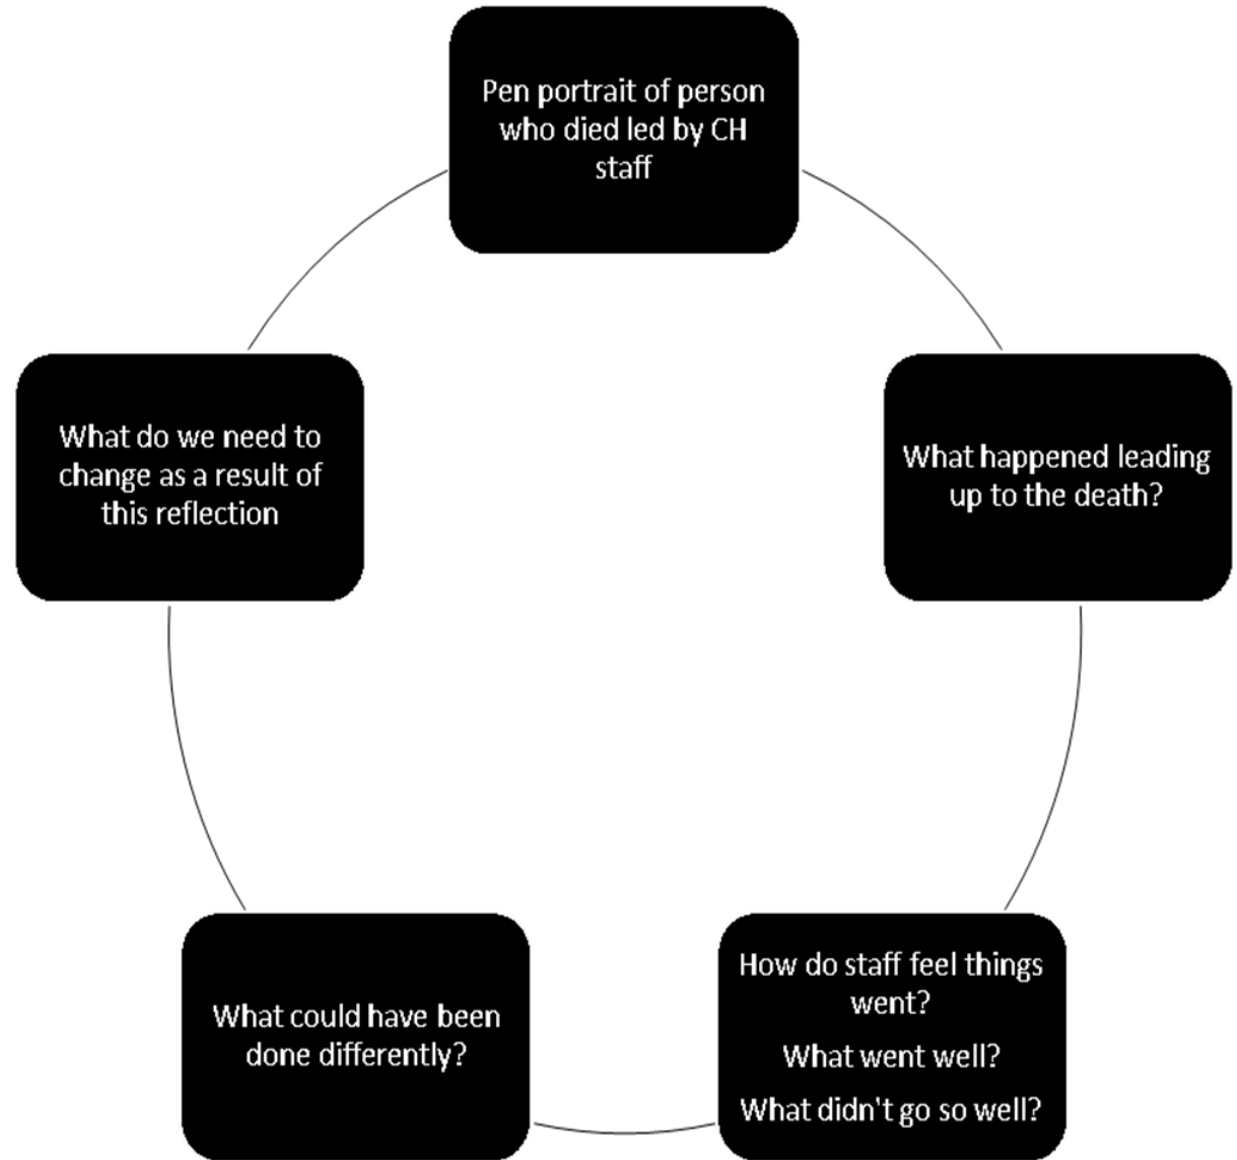 Pen portrait of person
who died led by CH
staff
What happened leading
up to the death?
How do staff feel things
went?
What went well?
What didn't go so well?
What could have been
done differently?
What do we need to
change as a result of
this reflection